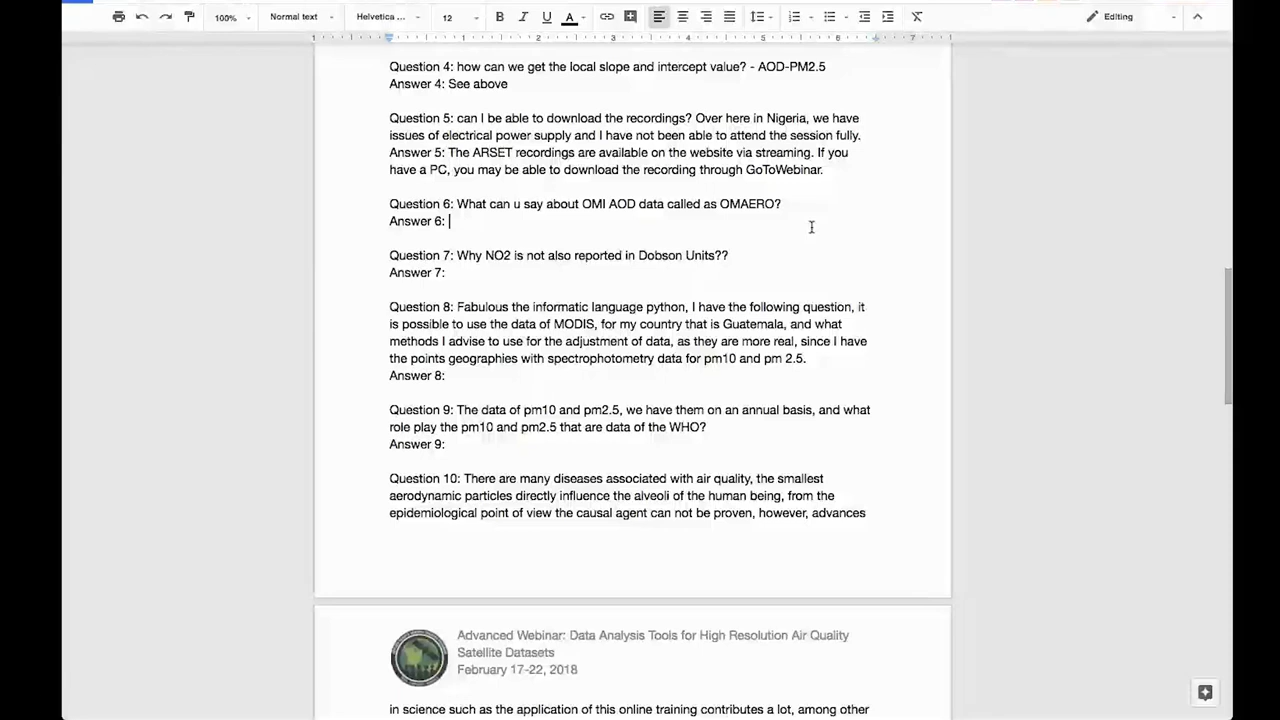 100%
Normal text
Helvetica ...
12
B
I
U
A
Editing
1
1
2
3
4
5
6
7
Question 4: how can we get the local slope and intercept value? - AOD-PM2.5
Answer 4: See above
Question 5: can I be able to download the recordings? Over here in Nigeria, we have
issues of electrical power supply and I have not been able to attend the session fully.
Answer 5: The ARSET recordings are available on the website via streaming. If you
have a PC, you may be able to download the recording through GoToWebinar.
Question 6: What can u say about OMI AOD data called as OMAERO?
Answer 6:
Question 7: Why NO2 is not also reported in Dobson Units??
Answer 7:
Question 8: Fabulous the informatic language python, I have the following question, it
is possible to use the data of MODIS, for my country that is Guatemala, and what
methods I advise to use for the adjustment of data, as they are more real, since I have
the points geographies with spectrophotometry data for pm10 and pm 2.5.
Answer 8:
Question 9: The data of pm10 and pm2.5, we have them on an annual basis, and what
role play the pm10 and pm2.5 that are data of the WHO?
Answer 9:
Question 10: There are many diseases associated with air quality, the smallest
aerodynamic particles directly influence the alveoli of the human being, from the
epidemiological point of view the causal agent can not be proven, however, advances
Advanced Webinar: Data Analysis Tools for High Resolution Air Quality
Satellite Datasets
February 17-22, 2018
in science such as the application of this online training contributes a lot, among other